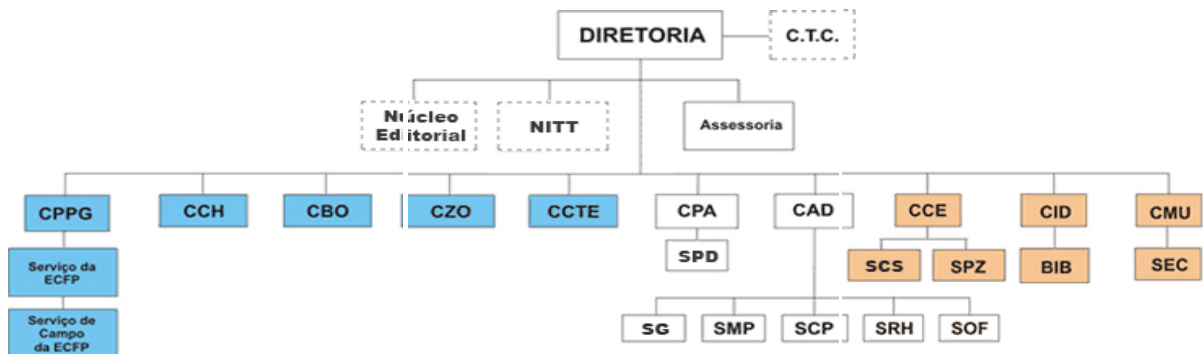 DIRETORIA
C.T.C.
Núcleo
Editorial
NITT
Assessoria
CPPG
CCH
CBO
CZO
CCTE
CPA
CAD
CCE
CID
CMU
Serviço da
ECFP
SPD
SCS
SPZ
BIB
SEC
Serviço de
Campo
da ECFP
SG
SMP
SCP
SRH
SOF